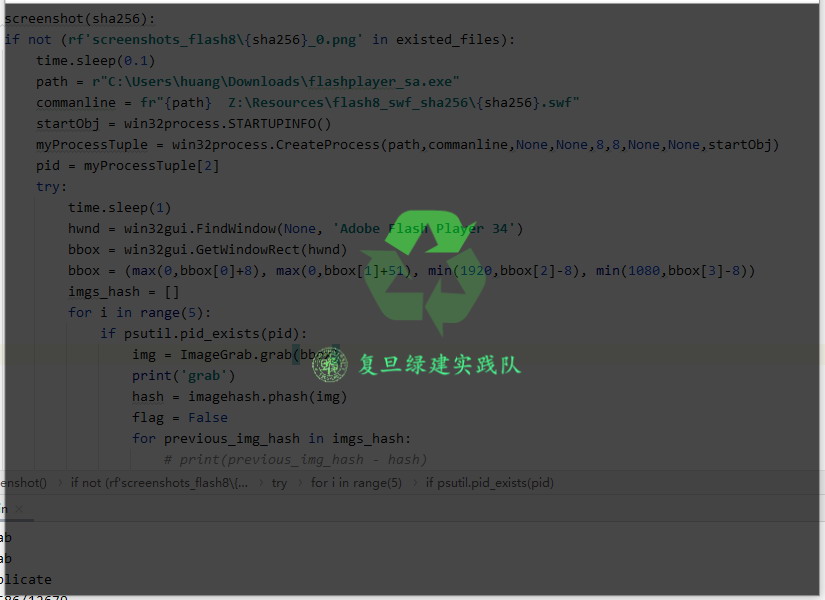 screenshot(sha256):
if not (rf'screenshots_flash8\{sha256}_0.png' in existed_files):
time.sleep(0.1)
path = r"C:\Users\huang\Downloads\flashplayer_sa.exe"
commanline = fr"{path}  Z:\Resources\flash8_swf_sha256\{sha256}.swf"
startObj = win32process.STARTUPINFO()
myProcessTuple = win32process.CreateProcess(path,commanline,None,None,8,8,None,None,startObj)
pid = myProcessTuple[2]
try:
time.sleep(1)
hwnd = win32gui.FindWindow(None, 'Adobe Flash Player 34')
bbox = win32gui.GetWindowRect(hwnd)
bbox = (max(0,bbox[0]+8), max(0,bbox[1]+51), min(1920,bbox[2]-8), min(1080,bbox[3]-8))
imgs_hash = []
for i in range(5):
if psutil.pid_exists(pid):
img = ImageGrab.grab(bbox)
复旦绿建实践队
print('grab')
hash = imagehash.phash(img)
flag = False
for previous_img_hash in imgs_hash:
# print(previous_img_hash - hash)
enshot() > if not (rf'screenshots_flash8\{... > try > for i in range(5) > if psutil.pid_exists(pid)
in ×
ab
ab
plicate